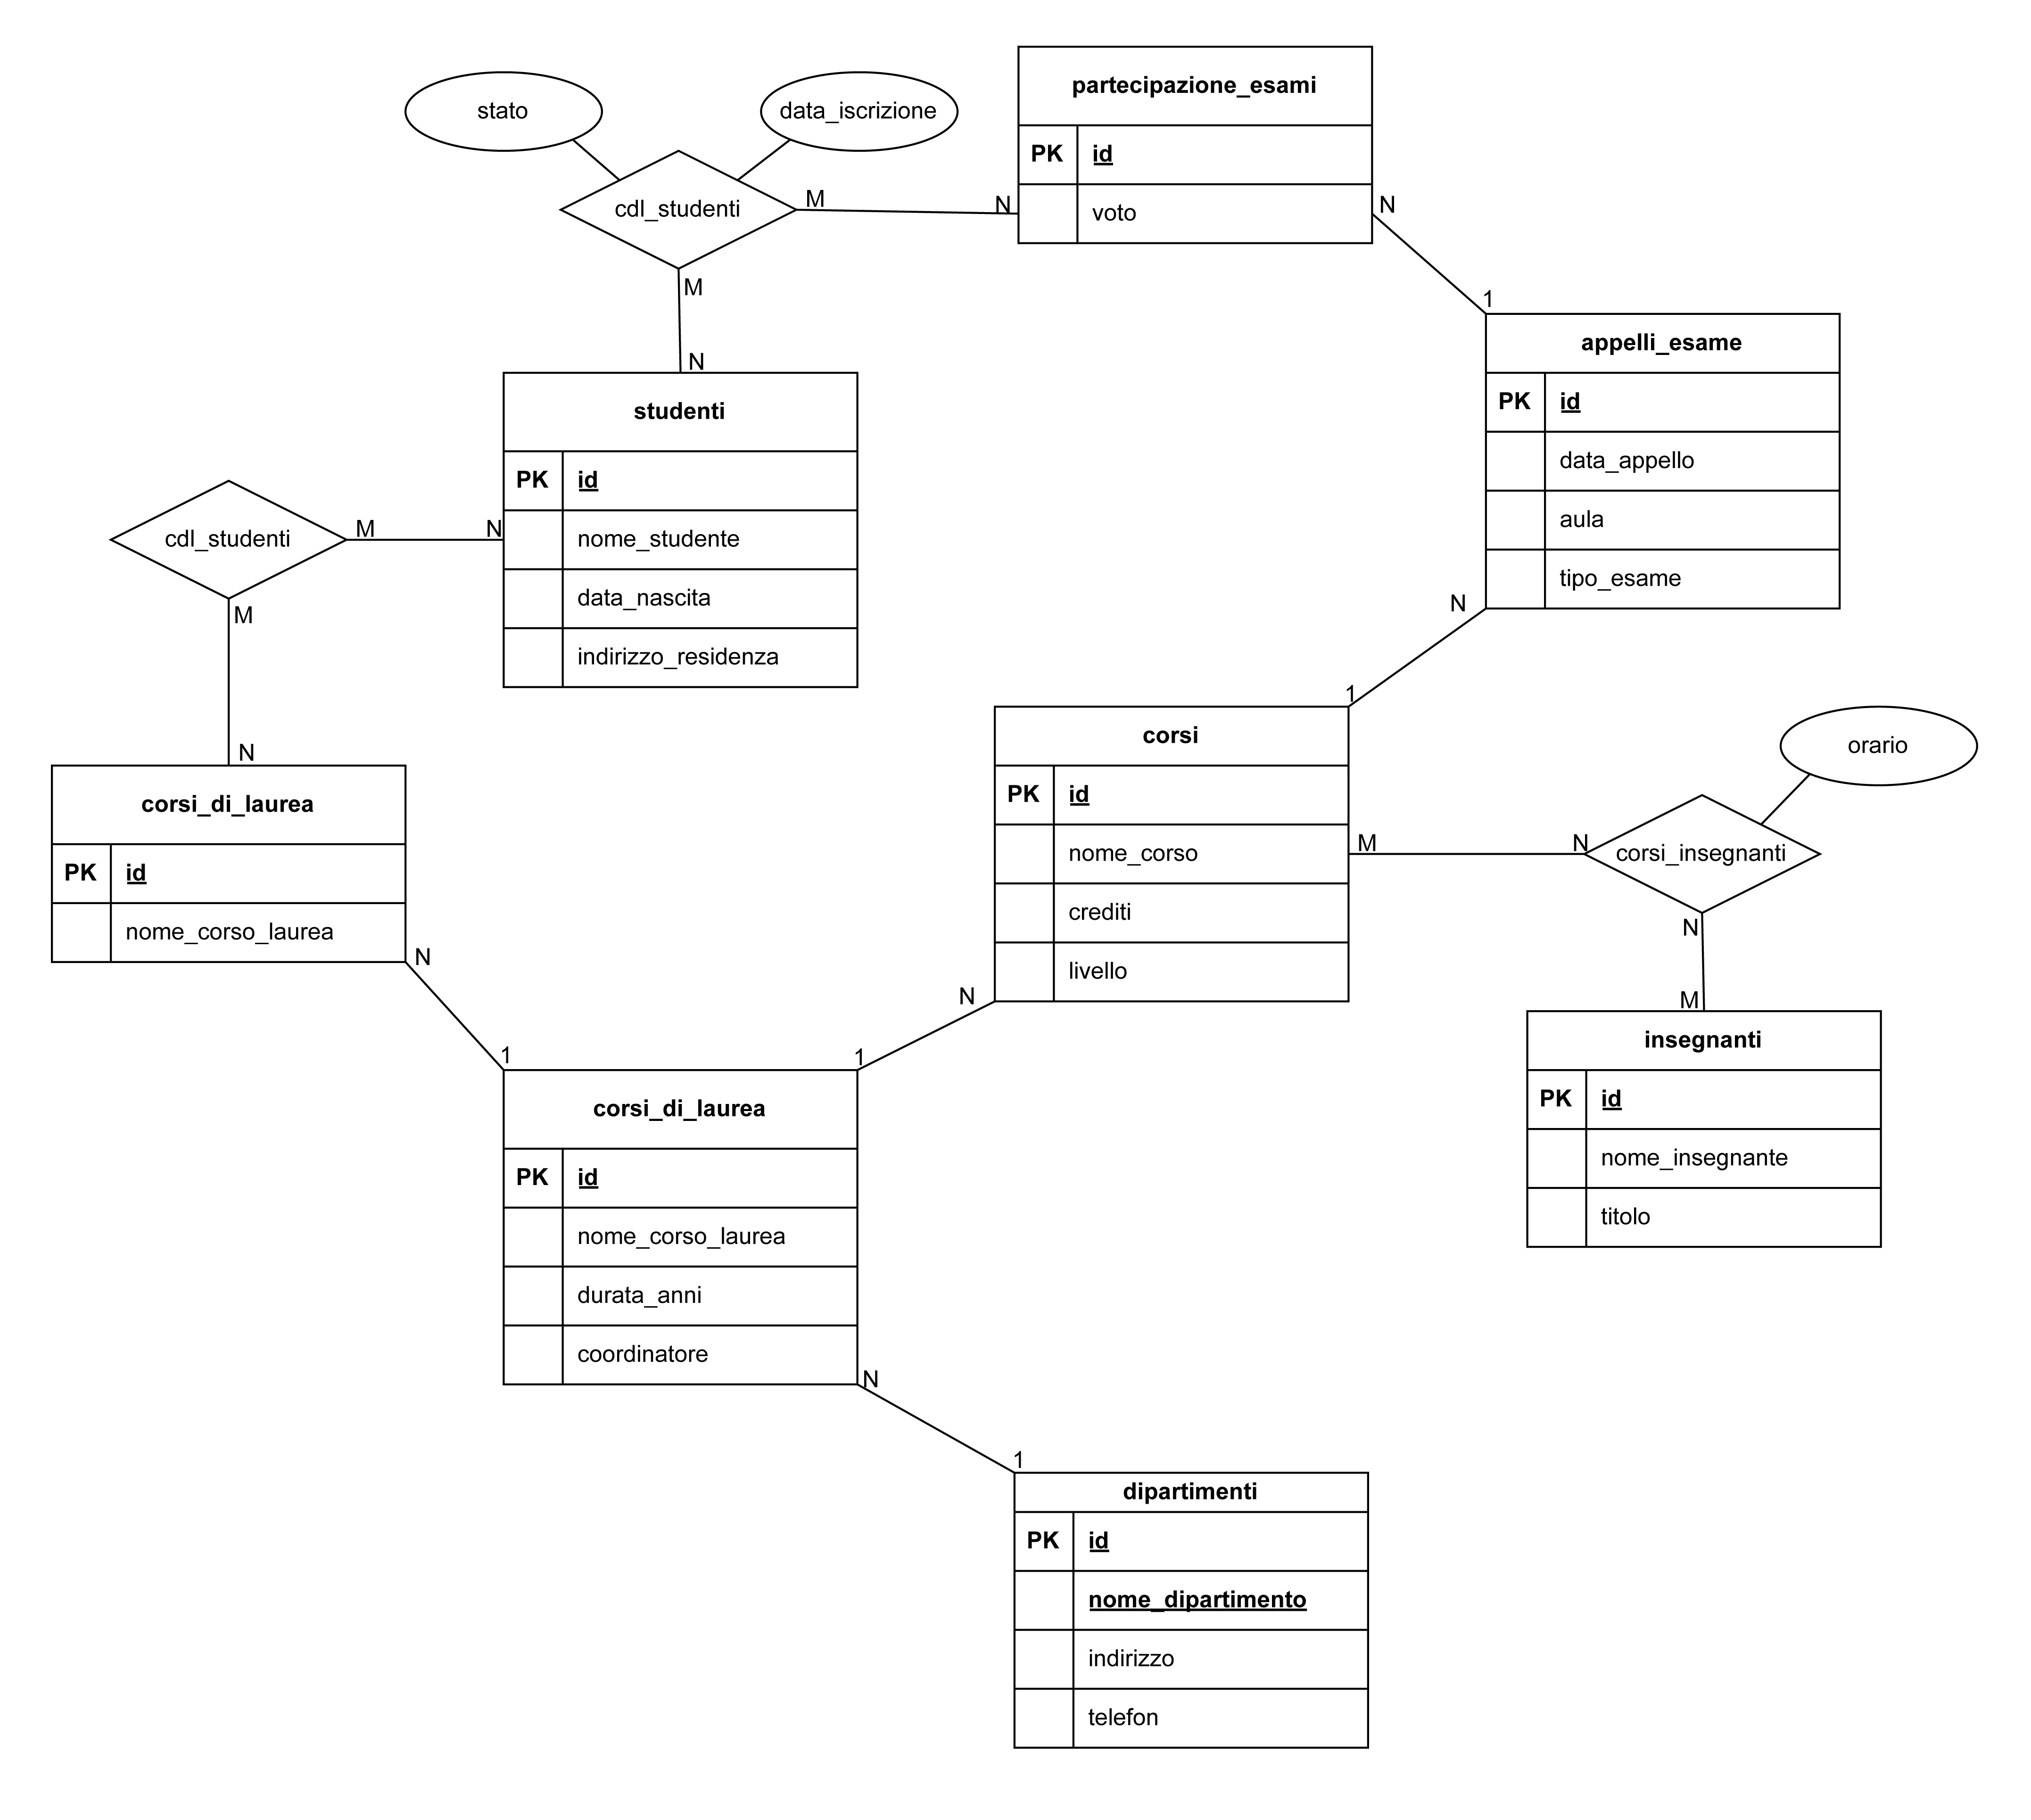 partecipazione_esami
stato
data_iscrizione
PK id
cdl_studenti
M
N
voto
N
M
1
appelli_esame
N
studenti
PK id
data_appello
PK id
aula
M
N
nome_studente
cdl_studenti
tipo_esame
data_nascita
N
M
indirizzo_residenza
1
corsi
orario
N
corsi_di_laurea
PK id
M
N
nome_corso
corsi_insegnanti
PK id
crediti
nome_corso_laurea
N
N
livello
N
M
insegnanti
1
1
corsi_di_laurea
PK id
nome_insegnante
PK id
titolo
nome_corso_laurea
durata_anni
coordinatore
N
1
dipartimenti
PK id
nome_dipartimento
indirizzo
telefon